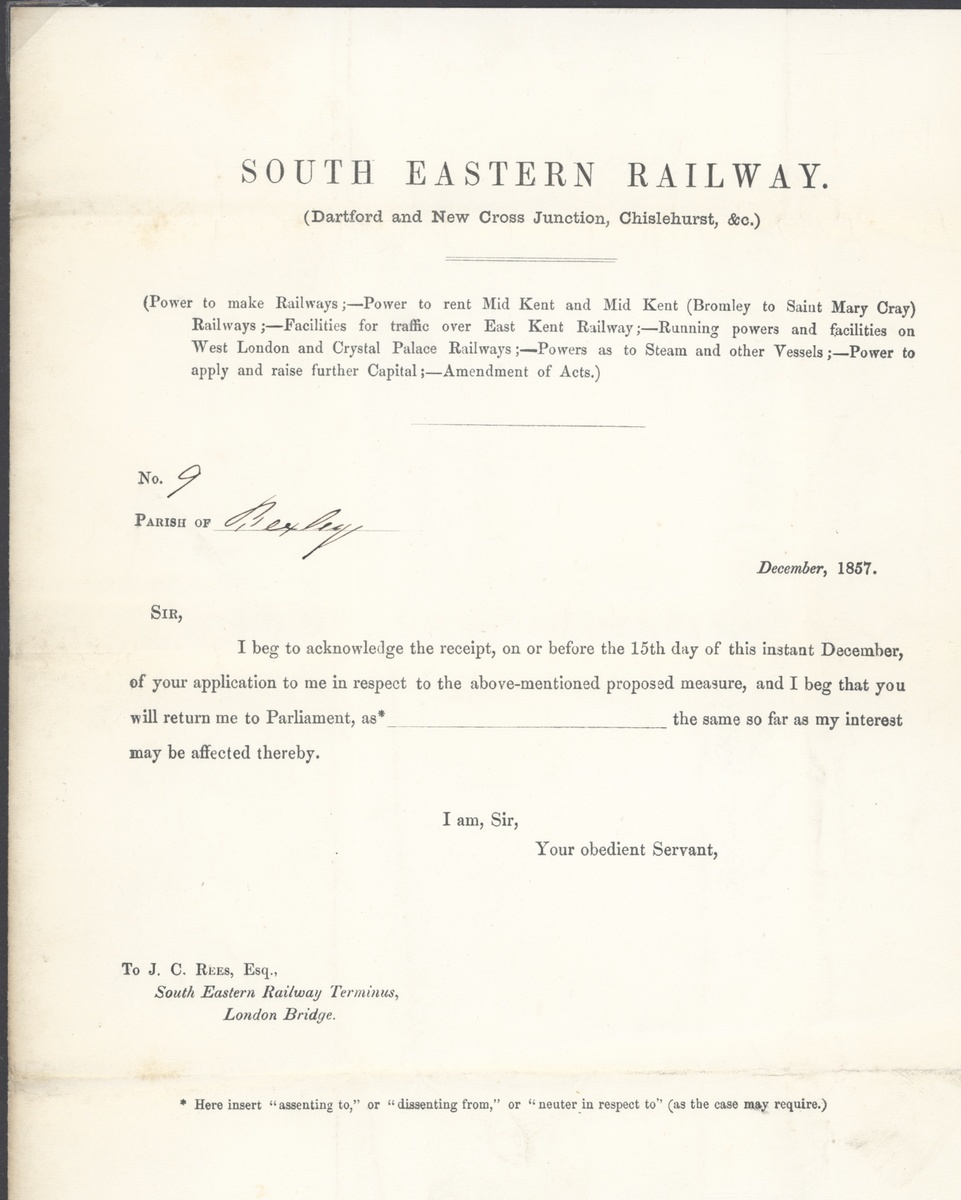 SOUTH EASTERN RAILWAY.
(Dartford and New Cross Junction, Chislehurst, &c.)
(Power to make Railways;—Power to rent Mid Kent and Mid Kent (Bromley to Saint Mary Cray)
Railways;—Facilities for traffic over East Kent Railway;—Running powers and facilities on
West London and Crystal Palace Railways;—Powers as to Steam and other Vessels;—Power to
apply and raise further Capital;—Amendment of Acts.)
No. 9
PARISH OF Bexley
December, 1857.
SIR,
I beg to acknowledge the receipt, on or before the 15th day of this instant December,
of your application to me in respect to the above-mentioned proposed measure, and I beg that you
will return me to Parliament, as* the same so far as my interest
may be affected thereby.
I am, Sir,
Your obedient Servant,
To J. C. REES, Esq.,
South Eastern Railway Terminus,
London Bridge.
* Here insert "assenting to," or "dissenting from," or "neuter in respect to" (as the case may require.)